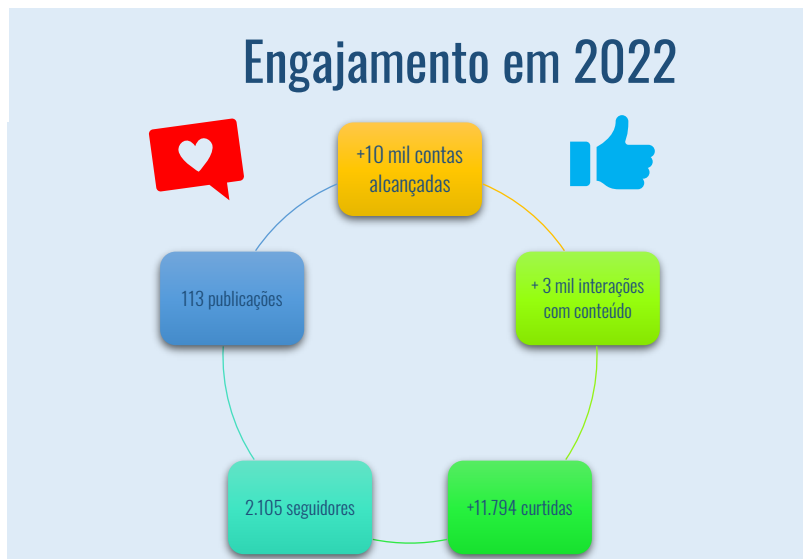 Engajamento em 2022
+10 mil contas
alcançadas
113 publicações
+ 3 mil interações
com conteúdo
2.105 seguidores
+11.794 curtidas